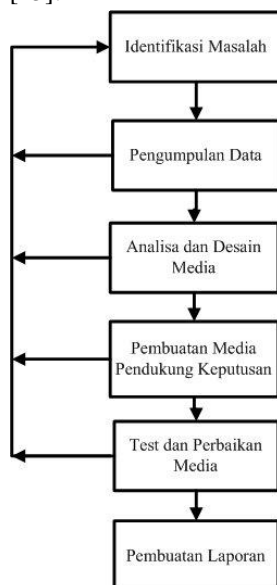 Identifikasi Masalah
Pengumpulan Data
Analisa dan Desain
Media
Pembuatan Media
Pendukung Keputusan
Test dan Perbaikan
Media
Pembuatan Laporan